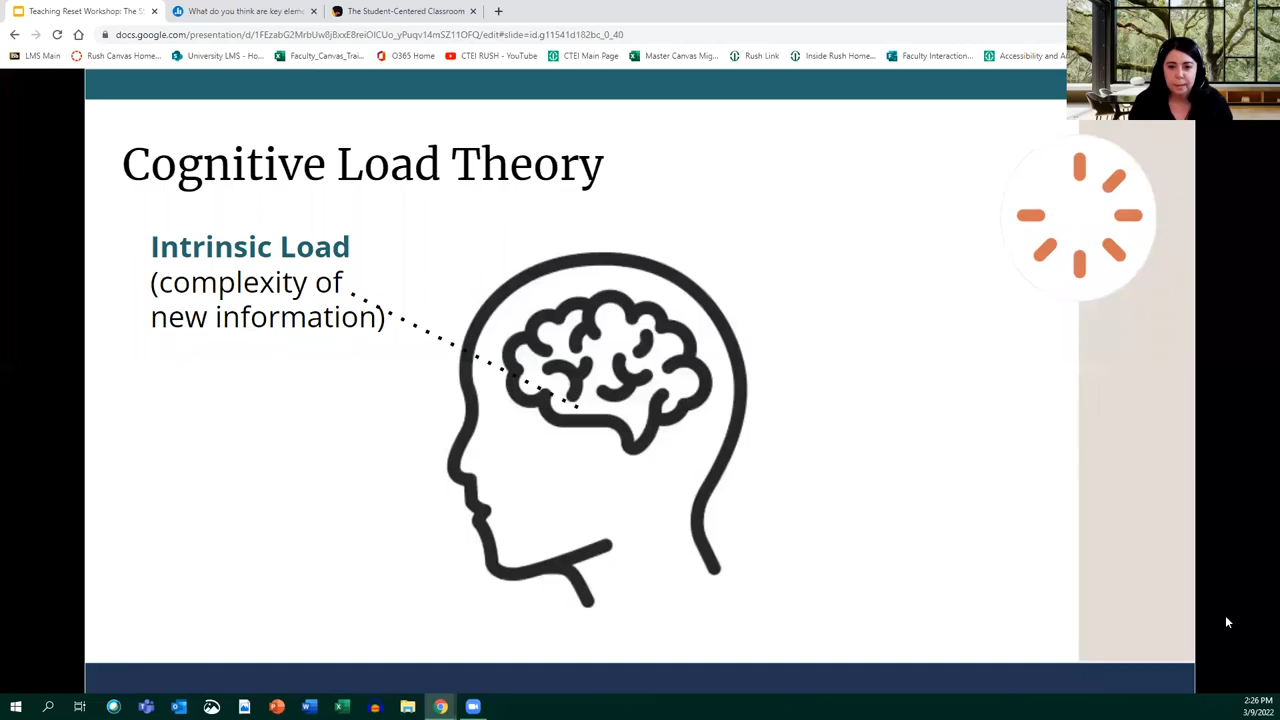 Teaching Reset Workshop: The S
What do you think are key elem
The Student-Centered Classroom
docs.google.com/presentation/d/1FEzabG2MrbUw8jBxxE8reiOICUo_yPuqv14mSZ11OFQ/edit#slide=id.g11541d182bc_0_40
LMS Main
Rush Canvas Home...
University LMS - Ho...
Faculty_Canvas_Trai...
O365 Home
CTEI RUSH - YouTube
CTEI Main Page
Master Canvas Mig...
Rush Link
Inside Rush Home...
Faculty Interaction...
Accessibility and A
Cognitive Load Theory
Intrinsic Load
(complexity of
new information)
2:26 PM
3/9/2022